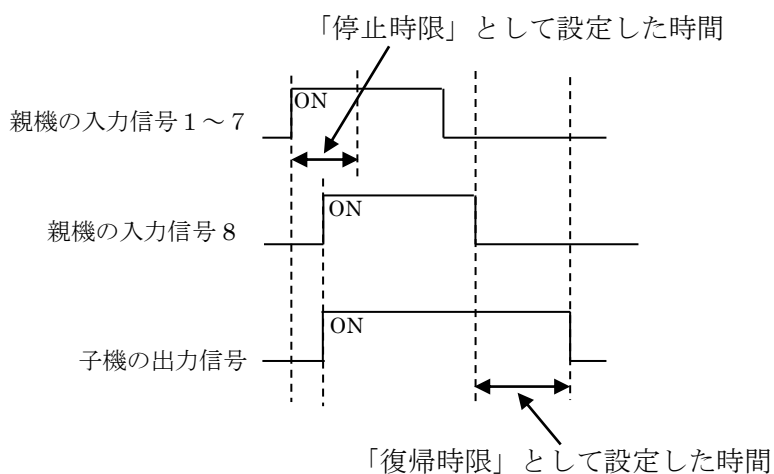 「停止時限」として設定した時間
ON
親機の入力信号1～7
ON
親機の入力信号8
ON
子機の出力信号
「復帰時限」として設定した時間